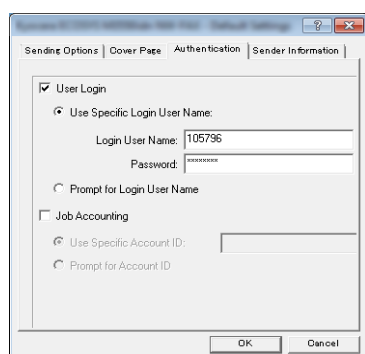 Sending Options Cover Page Authentication Sender Information
User Login
Use Specific Login User Name:
Login User Name: 105796
Password: ********
Prompt for Login User Name
Job Accounting
Use Specific Account ID:
Prompt for Account ID
OK Cancel